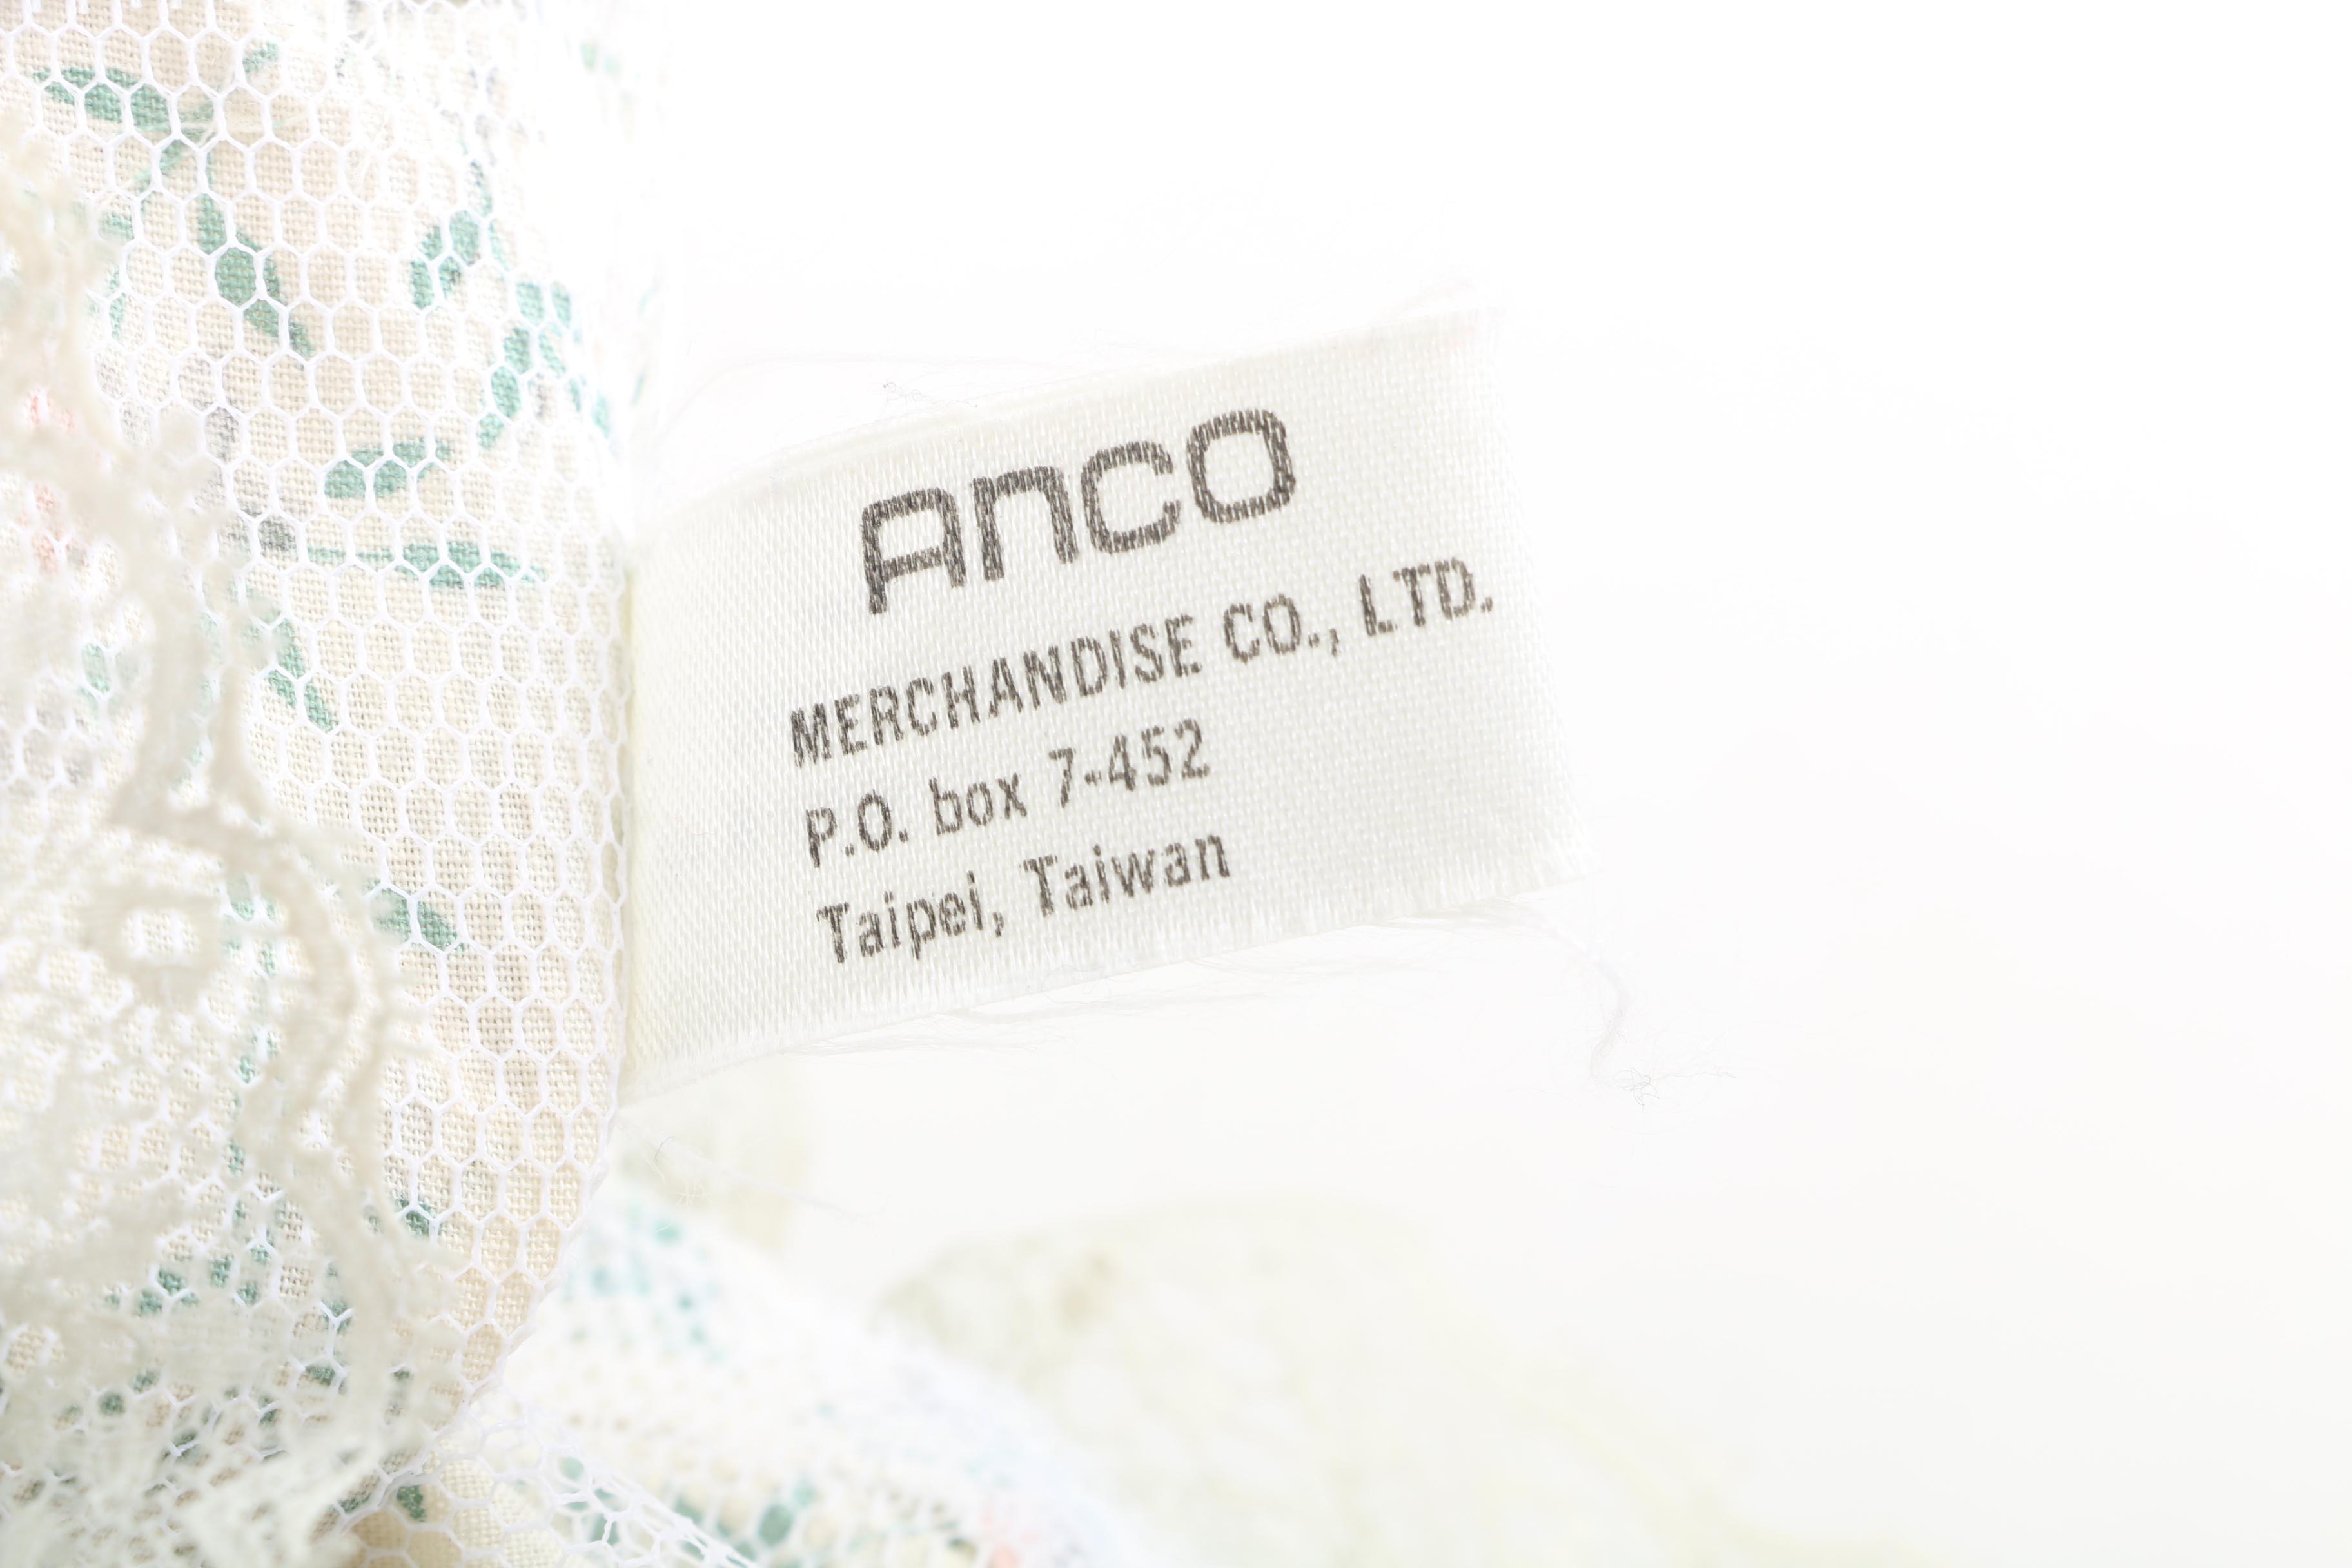 Anco
MERCHANDISE CO., LTD.
P.O. box 7-452
Taipei, Taiwan